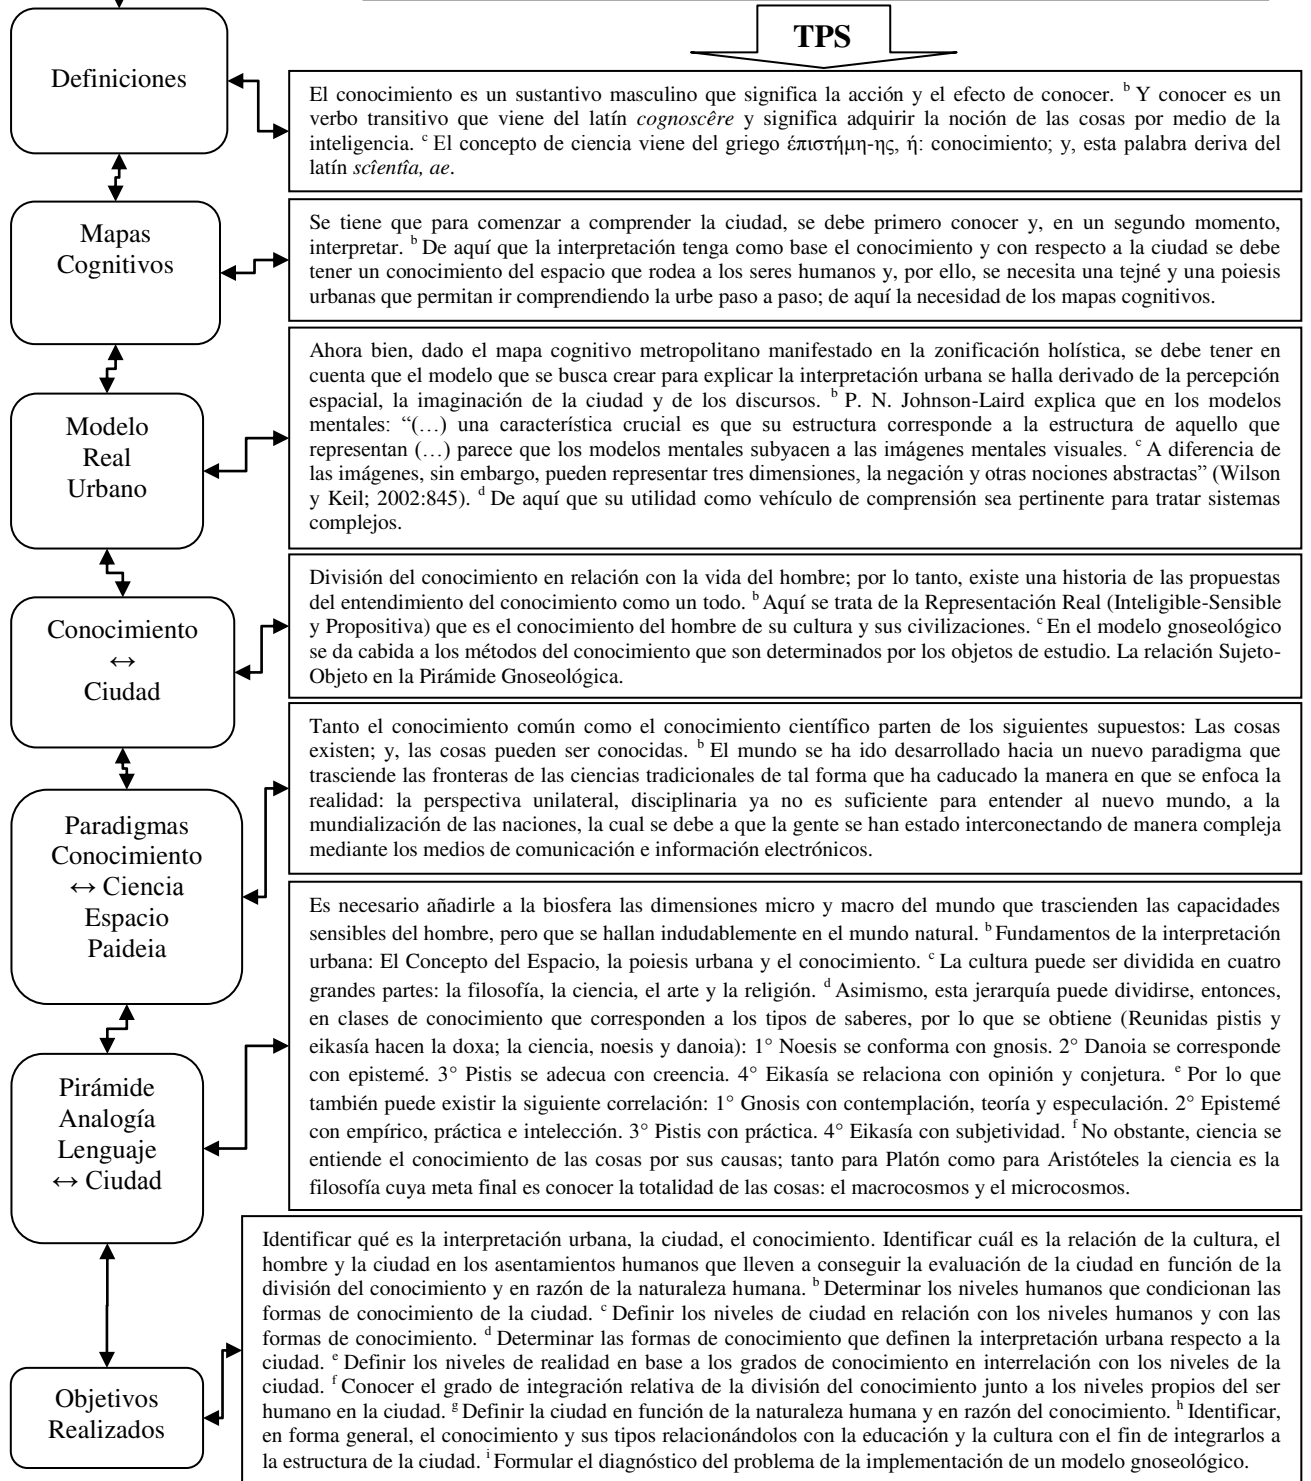 TPS
Definiciones
El conocimiento es un sustantivo masculino que significa la acción y el efecto de conocer. b Y conocer es un
verbo transitivo que viene del latín cognoscêre y significa adquirir la noción de las cosas por medio de la
inteligencia. c El concepto de ciencia viene del griego έπιστήμη-ης, ή: conocimiento; y, esta palabra deriva del
latín scîentîa, ae.
Mapas
Cognitivos
Se tiene que para comenzar a comprender la ciudad, se debe primero conocer y, en un segundo momento,
interpretar. b De aquí que la interpretación tenga como base el conocimiento y con respecto a la ciudad se debe
tener un conocimiento del espacio que rodea a los seres humanos y, por ello, se necesita una tejné y una poiesis
urbanas que permitan ir comprendiendo la urbe paso a paso; de aquí la necesidad de los mapas cognitivos.
Modelo
Real
Urbano
Ahora bien, dado el mapa cognitivo metropolitano manifestado en la zonificación holística, se debe tener en
cuenta que el modelo que se busca crear para explicar la interpretación urbana se halla derivado de la percepción
espacial, la imaginación de la ciudad y de los discursos. b P. N. Johnson-Laird explica que en los modelos
mentales: “(…) una característica crucial es que su estructura corresponde a la estructura de aquello que
representan (…) parece que los modelos mentales subyacen a las imágenes mentales visuales. c A diferencia de
las imágenes, sin embargo, pueden representar tres dimensiones, la negación y otras nociones abstractas” (Wilson
y Keil; 2002:845). d De aquí que su utilidad como vehículo de comprensión sea pertinente para tratar sistemas
complejos.
Conocimiento
↔
Ciudad
División del conocimiento en relación con la vida del hombre; por lo tanto, existe una historia de las propuestas
del entendimiento del conocimiento como un todo. b Aquí se trata de la Representación Real (Inteligible-Sensible
y Propositiva) que es el conocimiento del hombre de su cultura y sus civilizaciones. c En el modelo gnoseológico
se da cabida a los métodos del conocimiento que son determinados por los objetos de estudio. La relación Sujeto-
Objeto en la Pirámide Gnoseológica.
Paradigmas
Conocimiento
↔ Ciencia
Espacio
Paideia
Tanto el conocimiento común como el conocimiento científico parten de los siguientes supuestos: Las cosas
existen; y, las cosas pueden ser conocidas. b El mundo se ha ido desarrollado hacia un nuevo paradigma que
trasciende las fronteras de las ciencias tradicionales de tal forma que ha caducado la manera en que se enfoca la
realidad: la perspectiva unilateral, disciplinaria ya no es suficiente para entender al nuevo mundo, a la
mundialización de las naciones, la cual se debe a que la gente se han estado interconectando de manera compleja
mediante los medios de comunicación e información electrónicos.
Pirámide
Analogía
Lenguaje
↔ Ciudad
Es necesario añadirle a la biosfera las dimensiones micro y macro del mundo que trascienden las capacidades
sensibles del hombre, pero que se hallan indudablemente en el mundo natural. b Fundamentos de la interpretación
urbana: El Concepto del Espacio, la poiesis urbana y el conocimiento. c La cultura puede ser dividida en cuatro
grandes partes: la filosofía, la ciencia, el arte y la religión. d Asimismo, esta jerarquía puede dividirse, entonces,
en clases de conocimiento que corresponden a los tipos de saberes, por lo que se obtiene (Reunidas pistis y
eikasía hacen la doxa; la ciencia, noesis y danoia): 1° Noesis se conforma con gnosis. 2° Danoia se corresponde
con epistemé. 3° Pistis se adecua con creencia. 4° Eikasía se relaciona con opinión y conjetura. e Por lo que
también puede existir la siguiente correlación: 1° Gnosis con contemplación, teoría y especulación. 2° Epistemé
con empírico, práctica e intelección. 3° Pistis con práctica. 4° Eikasía con subjetividad. f No obstante, ciencia se
entiende el conocimiento de las cosas por sus causas; tanto para Platón como para Aristóteles la ciencia es la
filosofía cuya meta final es conocer la totalidad de las cosas: el macrocosmos y el microcosmos.
Objetivos
Realizados
Identificar qué es la interpretación urbana, la ciudad, el conocimiento. Identificar cuál es la relación de la cultura, el
hombre y la ciudad en los asentamientos humanos que lleven a conseguir la evaluación de la ciudad en función de la
división del conocimiento y en razón de la naturaleza humana. b Determinar los niveles humanos que condicionan las
formas de conocimiento de la ciudad. c Definir los niveles de ciudad en relación con los niveles humanos y con las
formas de conocimiento. d Determinar las formas de conocimiento que definen la interpretación urbana respecto a la
ciudad. e Definir los niveles de realidad en base a los grados de conocimiento en interrelación con los niveles de la
ciudad. f Conocer el grado de integración relativa de la división del conocimiento junto a los niveles propios del ser
humano en la ciudad. g Definir la ciudad en función de la naturaleza humana y en razón del conocimiento. h Identificar,
en forma general, el conocimiento y sus tipos relacionándolos con la educación y la cultura con el fin de integrarlos a
la estructura de la ciudad. i Formular el diagnóstico del problema de la implementación de un modelo gnoseológico.